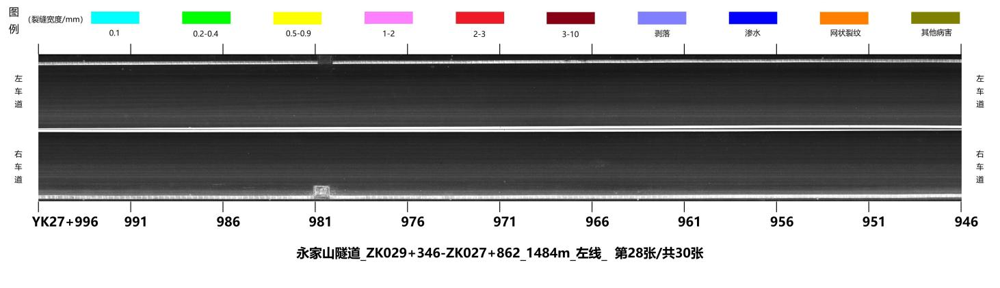 图例
(裂缝宽度/mm)
0.1 0.2-0.4 0.5-0.9 1-2 2-3 3-10 剥落 渗水 网状裂纹 其他病害
左车道 左车道
右车道 右车道
YK27+996 991 986 981 976 971 966 961 956 951 946
永家山隧道_ZK029+346-ZK027+862_1484m_左线_ 第28张/共30张